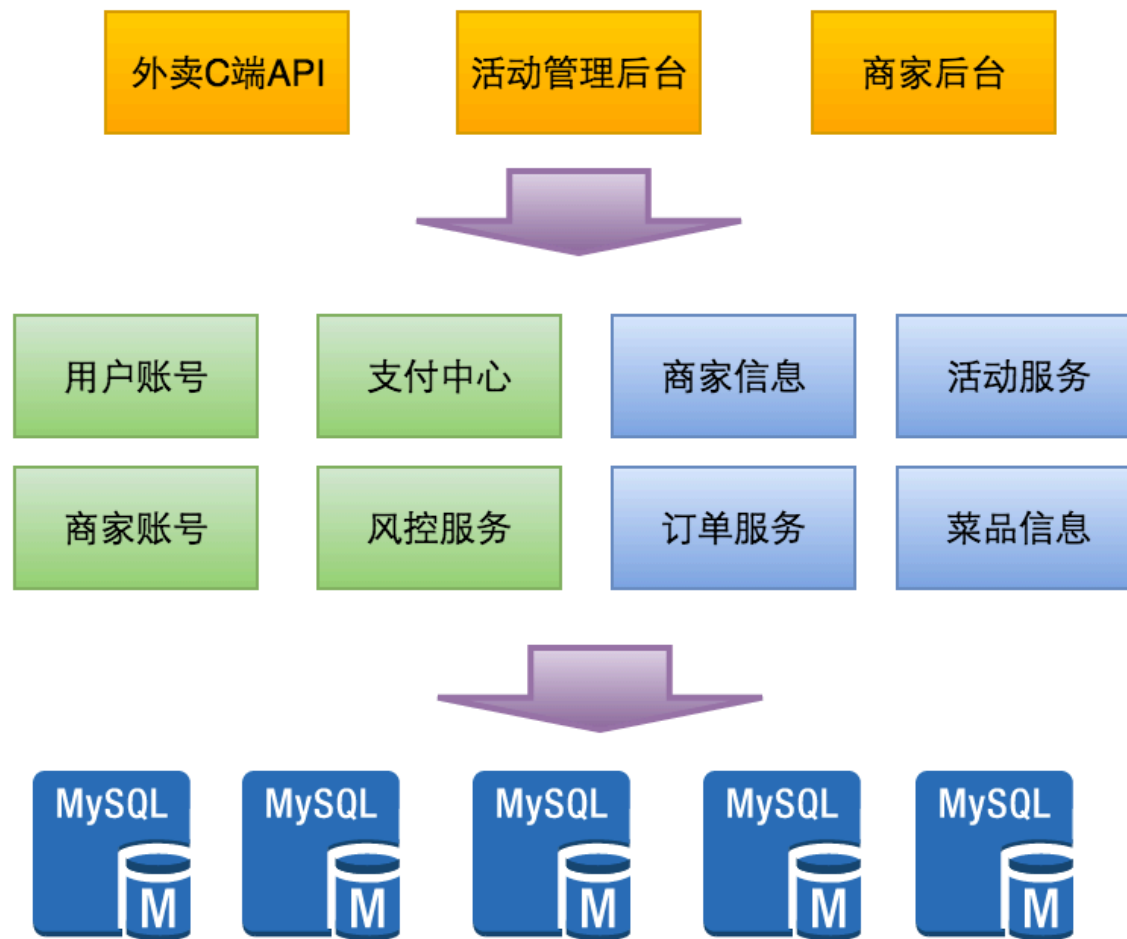 外卖C端API
活动管理后台
商家后台
用户账号
支付中心
商家信息
活动服务
商家账号
风控服务
订单服务
菜品信息
MySQL
M
MySQL
M
MySQL
M
MySQL
M
MySQL
M